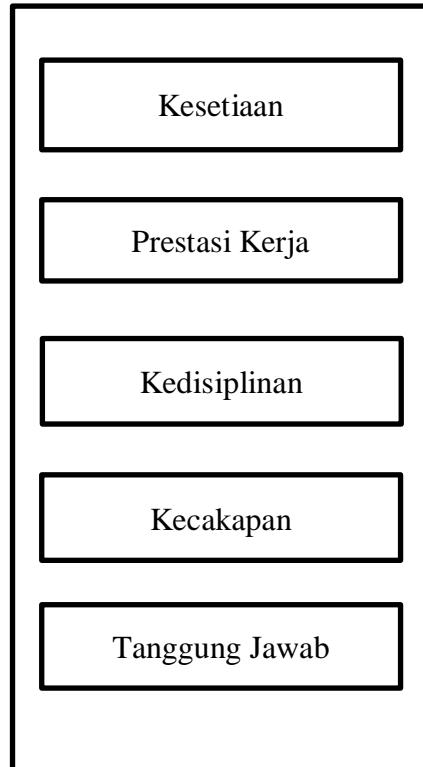 Kesetiaan
Prestasi Kerja
Kedisiplinan
Kecakapan
Tanggung Jawab